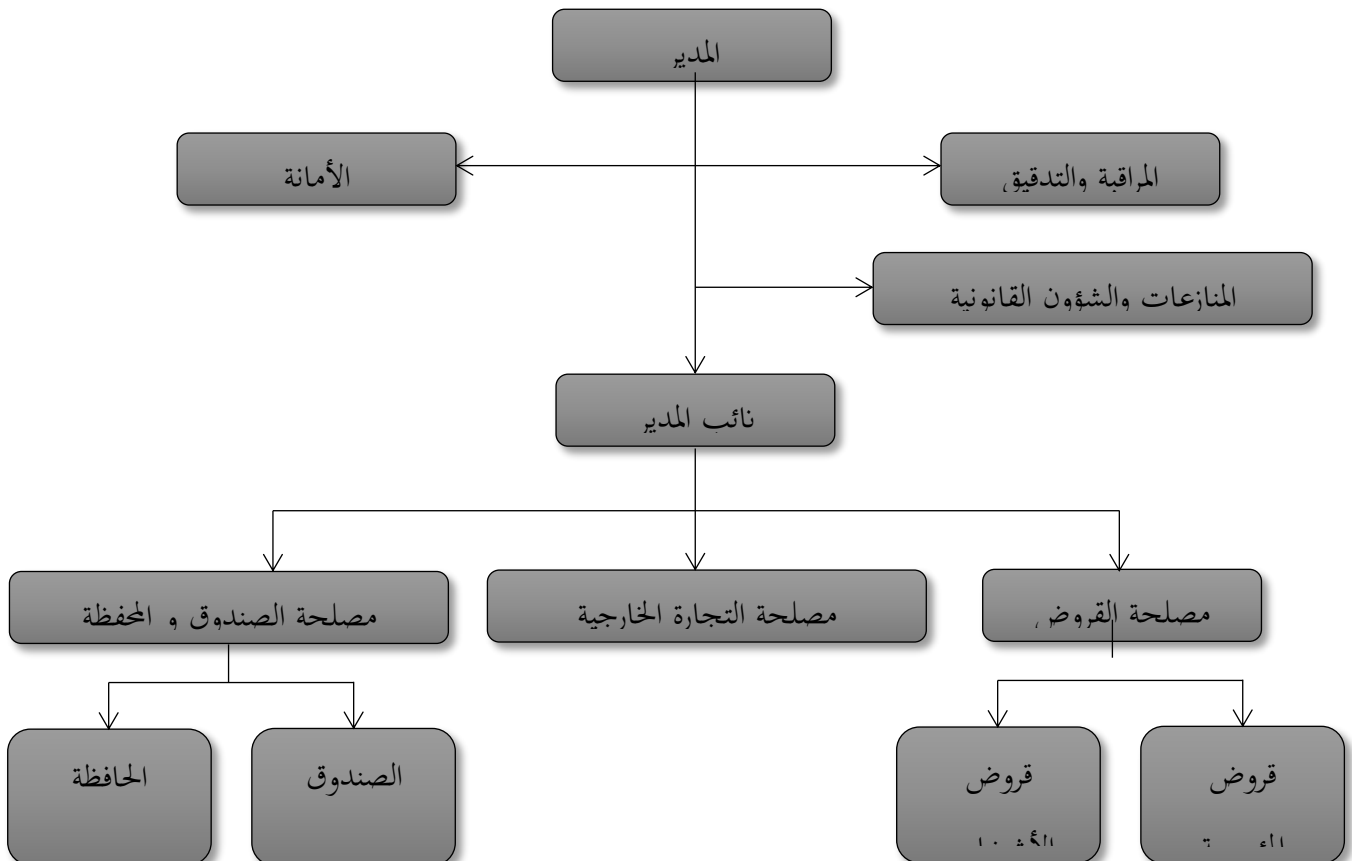 المدير
المراقبة والتدقيق
الأمانة
المنازعات والشؤون القانونية
نائب المدير
مصلحة القروض
مصلحة التجارة الخارجية
مصلحة الصندوق و المحفظة
قروض
قروض
الصندوق
الحافظة